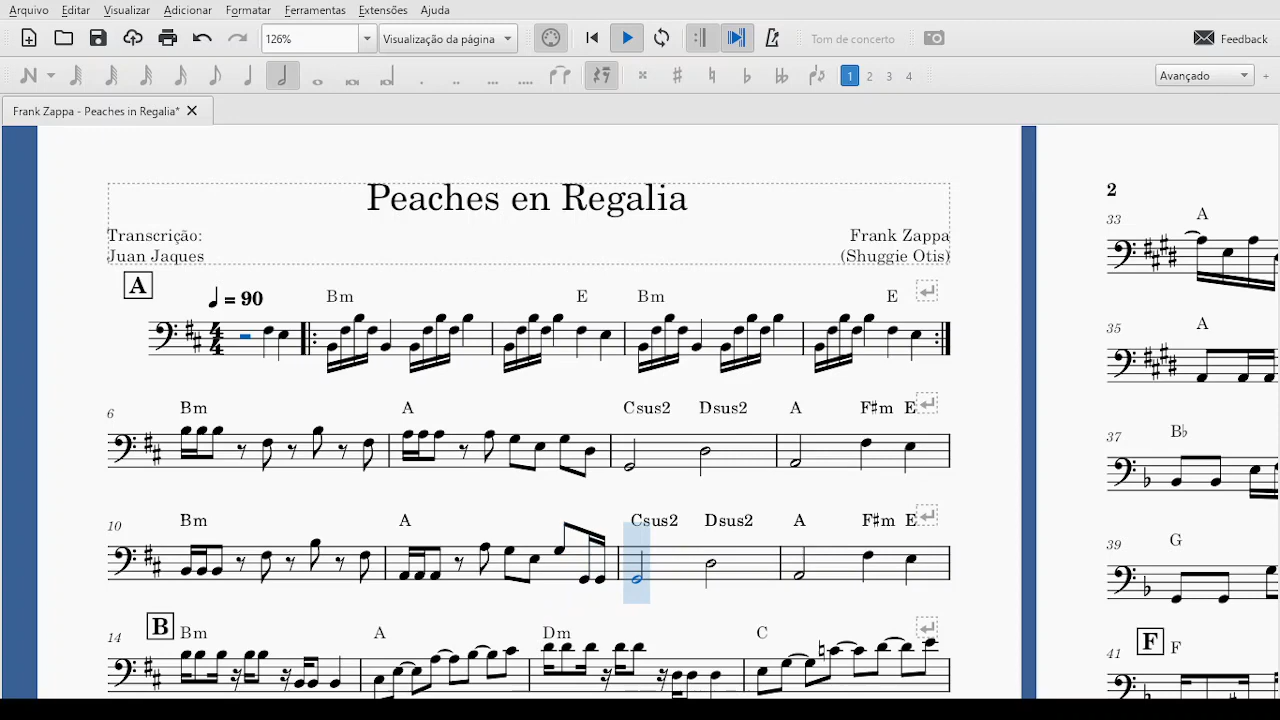 Arquivo Editar Visualizar Adicionar Formatar Ferramentas Extensões Ajuda
126% Visualização da página Tom de concerto Feedback
1 2 3 4 Avançado
Frank Zappa - Peaches in Regalia*
Peaches en Regalia
Transcrição:
Juan Jaques
Frank Zappa
(Shuggie Otis)
A
= 90 Bm E Bm E
6 Bm A Csus2 Dsus2 A F♯m E
10 Bm A Csus2 Dsus2 A F♯m E
B
14 Bm A Dm C
2
33 A
35 A
37 B♭
39 G
F
41 F